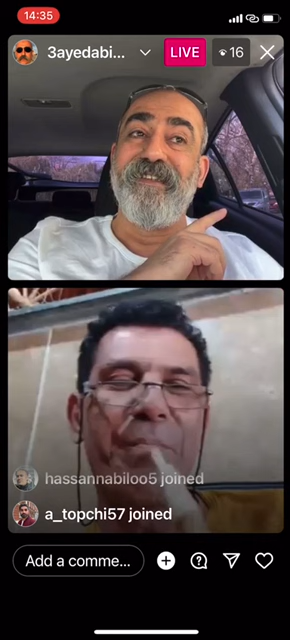 14:35
3ayedabi...
LIVE
16
hassannabiloo5 joined
a_topchi57 joined
Add a comme...